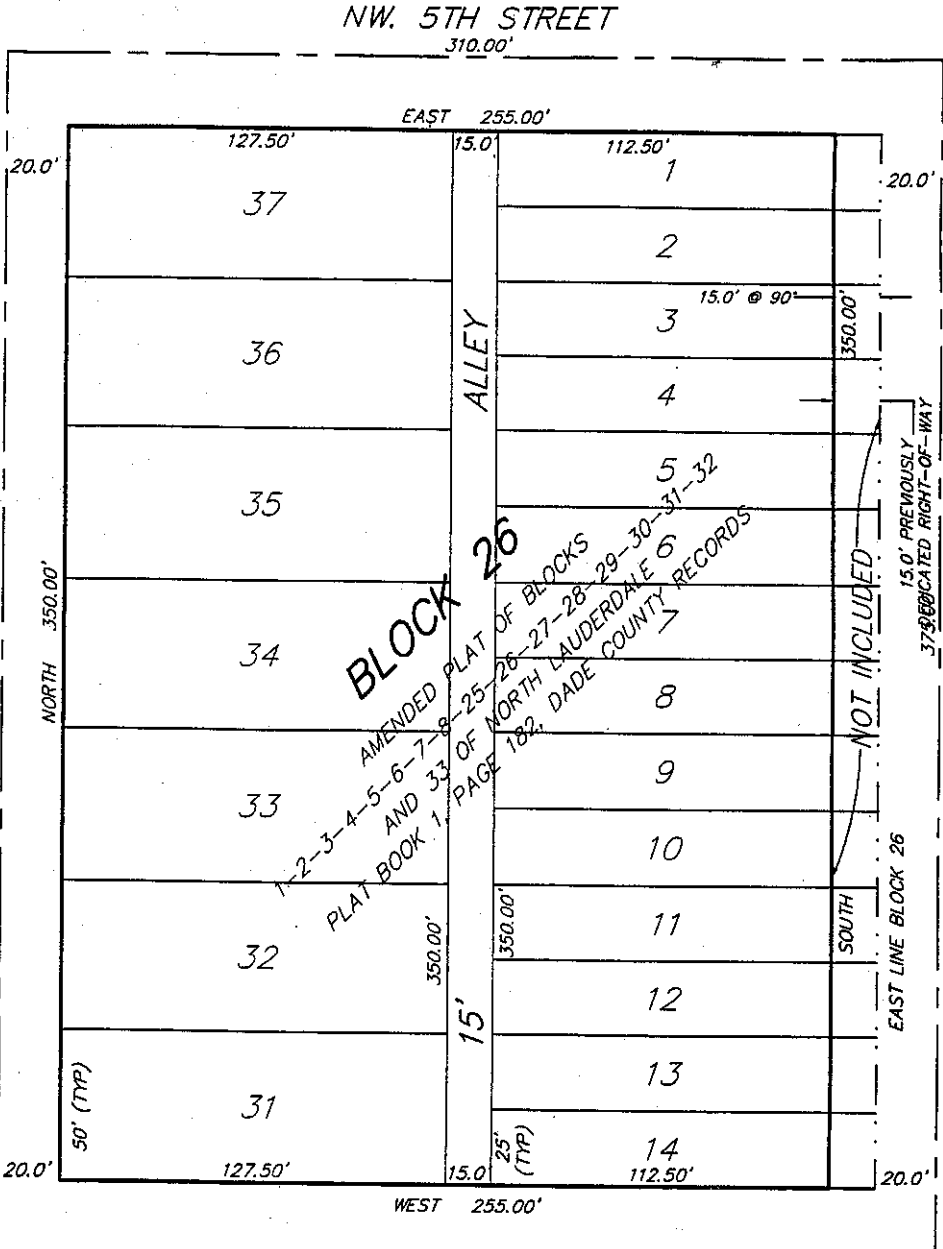 NW. 5TH STREET
310.00'
EAST 255.00'
127.50'
15.0'
112.50'
20.0'
20.0'
37
1
2
15.0' @ 90°
36
3
350.00'
ALLEY
4
35
5
6
7
BLOCK 26
AMENDED PLAT OF BLOCKS
1-2-3-4-5-6-7-8-25-26-27-28-29-30-31-32
AND 33 OF NORTH LAUDERDALE
PLAT BOOK 1, PAGE 182, DADE COUNTY RECORDS
NORTH 350.00'
34
8
NOT INCLUDED
15.0' PREVIOUSLY
DEDICATED RIGHT-OF-WAY
33
9
10
EAST LINE BLOCK 26
SOUTH
32
350.00'
350.00'
11
12
15'
31
13
50' (TYP)
25'
(TYP)
14
20.0'
127.50'
15.0'
112.50'
20.0'
WEST 255.00'